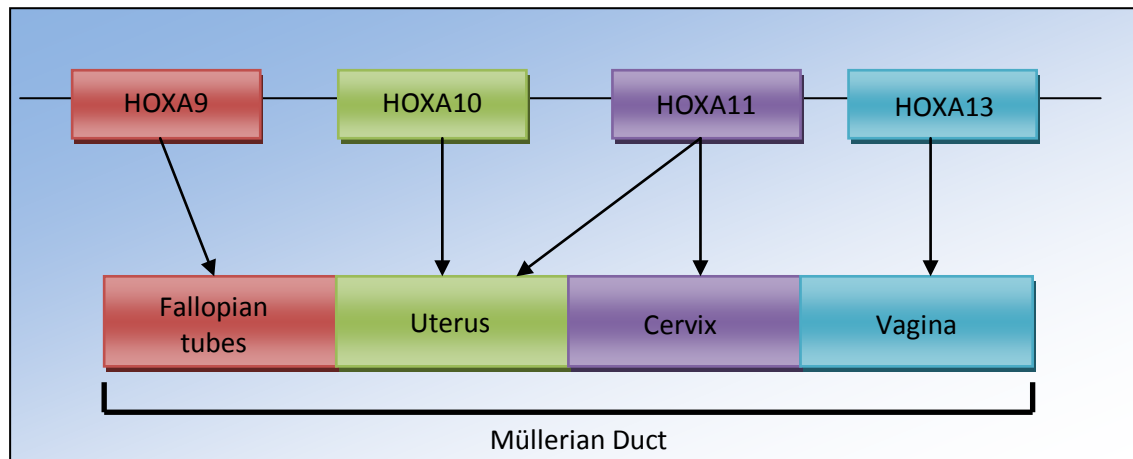 HOXA9
HOXA10
HOXA11
HOXA13
Fallopian
tubes
Uterus
Cervix
Vagina
Müllerian Duct